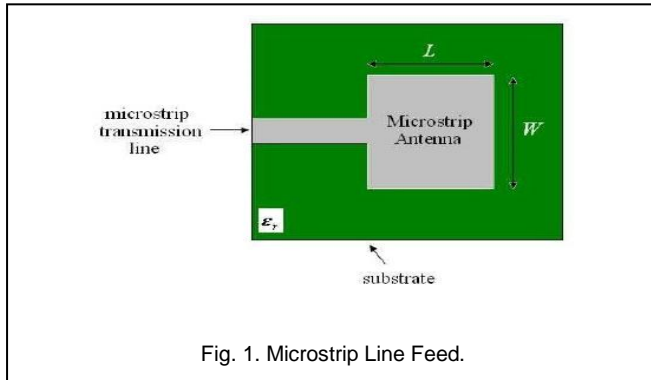 L
microstrip
transmission
line
Microstrip
Antenna
W
εr
substrate
Fig. 1. Microstrip Line Feed.